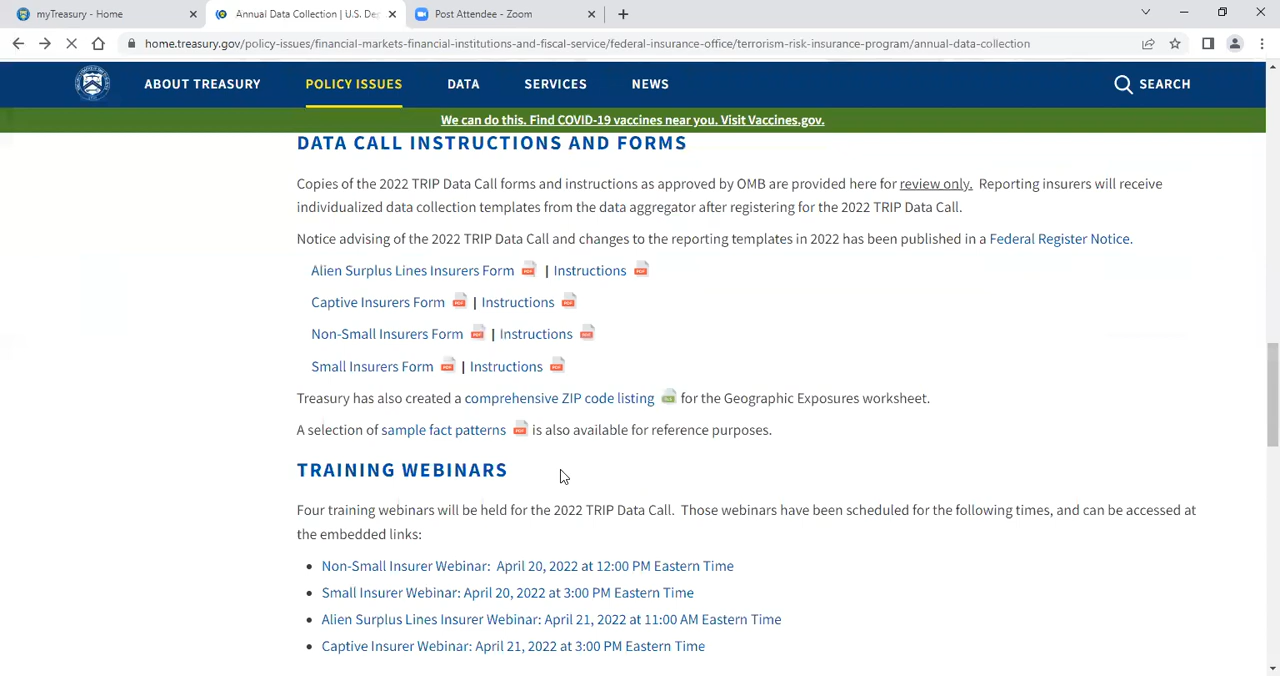 myTreasury - Home
Annual Data Collection | U.S. De
Post Attendee - Zoom
home.treasury.gov/policy-issues/financial-markets-financial-institutions-and-fiscal-service/federal-insurance-office/terrorism-risk-insurance-program/annual-data-collection
ABOUT TREASURY POLICY ISSUES DATA SERVICES NEWS SEARCH
We can do this. Find COVID-19 vaccines near you. Visit Vaccines.gov.
DATA CALL INSTRUCTIONS AND FORMS
Copies of the 2022 TRIP Data Call forms and instructions as approved by OMB are provided here for review only. Reporting insurers will receive
individualized data collection templates from the data aggregator after registering for the 2022 TRIP Data Call.
Notice advising of the 2022 TRIP Data Call and changes to the reporting templates in 2022 has been published in a Federal Register Notice.
Alien Surplus Lines Insurers Form | Instructions
Captive Insurers Form | Instructions
Non-Small Insurers Form | Instructions
Small Insurers Form | Instructions
Treasury has also created a comprehensive ZIP code listing for the Geographic Exposures worksheet.
A selection of sample fact patterns is also available for reference purposes.
TRAINING WEBINARS
Four training webinars will be held for the 2022 TRIP Data Call. Those webinars have been scheduled for the following times, and can be accessed at
the embedded links:
• Non-Small Insurer Webinar: April 20, 2022 at 12:00 PM Eastern Time
• Small Insurer Webinar: April 20, 2022 at 3:00 PM Eastern Time
• Alien Surplus Lines Insurer Webinar: April 21, 2022 at 11:00 AM Eastern Time
• Captive Insurer Webinar: April 21, 2022 at 3:00 PM Eastern Time